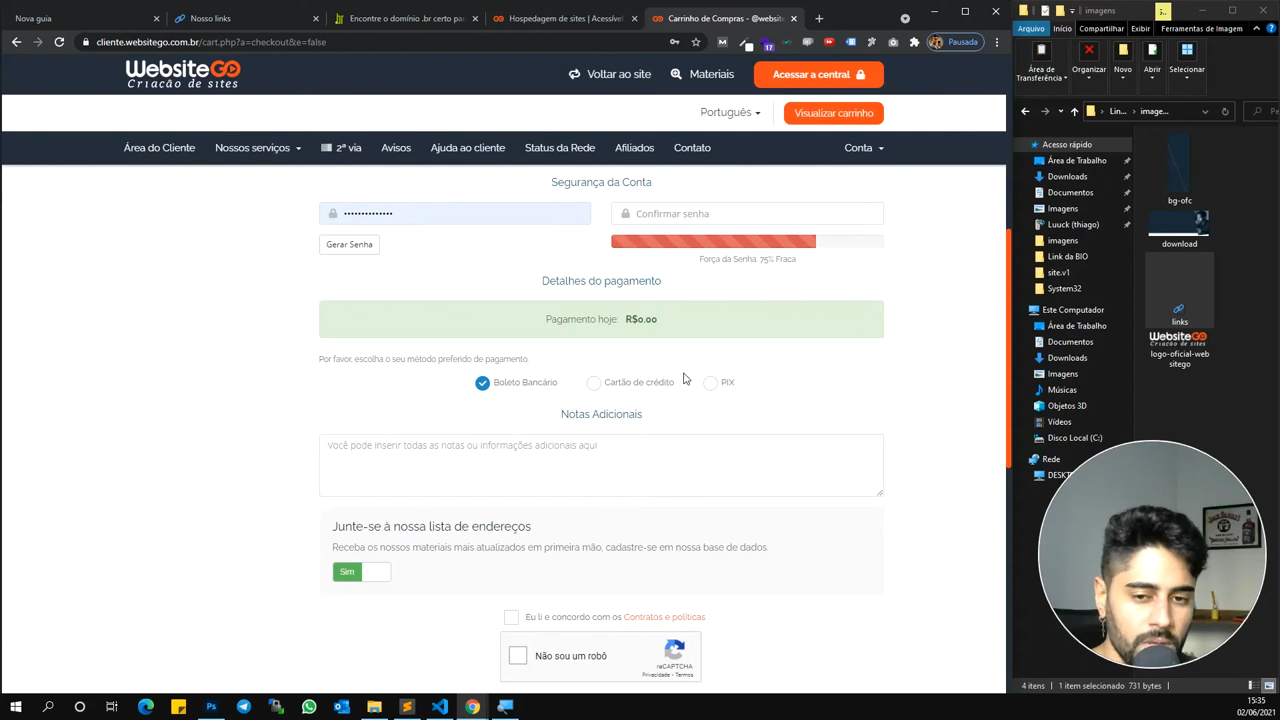 Nova guia
Nosso links
Encontre o domínio .br certo par
Hospedagem de sites | Acessível
Carrinho de Compras - @website
cliente.websitego.com.br/cart.php?a=checkout&e=false
17
Pausada
WebsiteGO
Criação de sites
Voltar ao site
Materiais
Acessar a central
Português
Visualizar carrinho
Área do Cliente
Nossos serviços
2ª via
Avisos
Ajuda ao cliente
Status da Rede
Afiliados
Contato
Conta
Segurança da Conta
••••••••••••••
Confirmar senha
Gerar Senha
Força da Senha: 75% Fraca
Detalhes do pagamento
Pagamento hoje: R$0.00
Por favor, escolha o seu método preferido de pagamento.
Boleto Bancário
Cartão de crédito
PIX
Notas Adicionais
Você pode inserir todas as notas ou informações adicionais aqui
Junte-se à nossa lista de endereços
Receba os nossos materiais mais atualizados em primeira mão, cadastre-se em nossa base de dados.
Sim
Eu li e concordo com os Contratos e políticas
Não sou um robô
reCAPTCHA
Privacidade - Termos
imagens
Arquivo
Início
Compartilhar
Exibir
Ferramentas de Imagem
Área de
Transferência
Organizar
Novo
Abrir
Selecionar
Lin...
image...
Pe
Acesso rápido
Área de Trabalho
Downloads
Documentos
Imagens
Luuck (thiago)
imagens
Link da BIO
site.v1
System32
Este Computador
Área de Trabalho
Documentos
Downloads
Imagens
Músicas
Objetos 3D
Vídeos
Disco Local (C:)
Rede
DESKT
bg-ofc
download
links
WebsiteGO
Criação de sites
logo-oficial-web
sitego
4 itens
1 item selecionado 731 bytes
15:35
02/06/2021